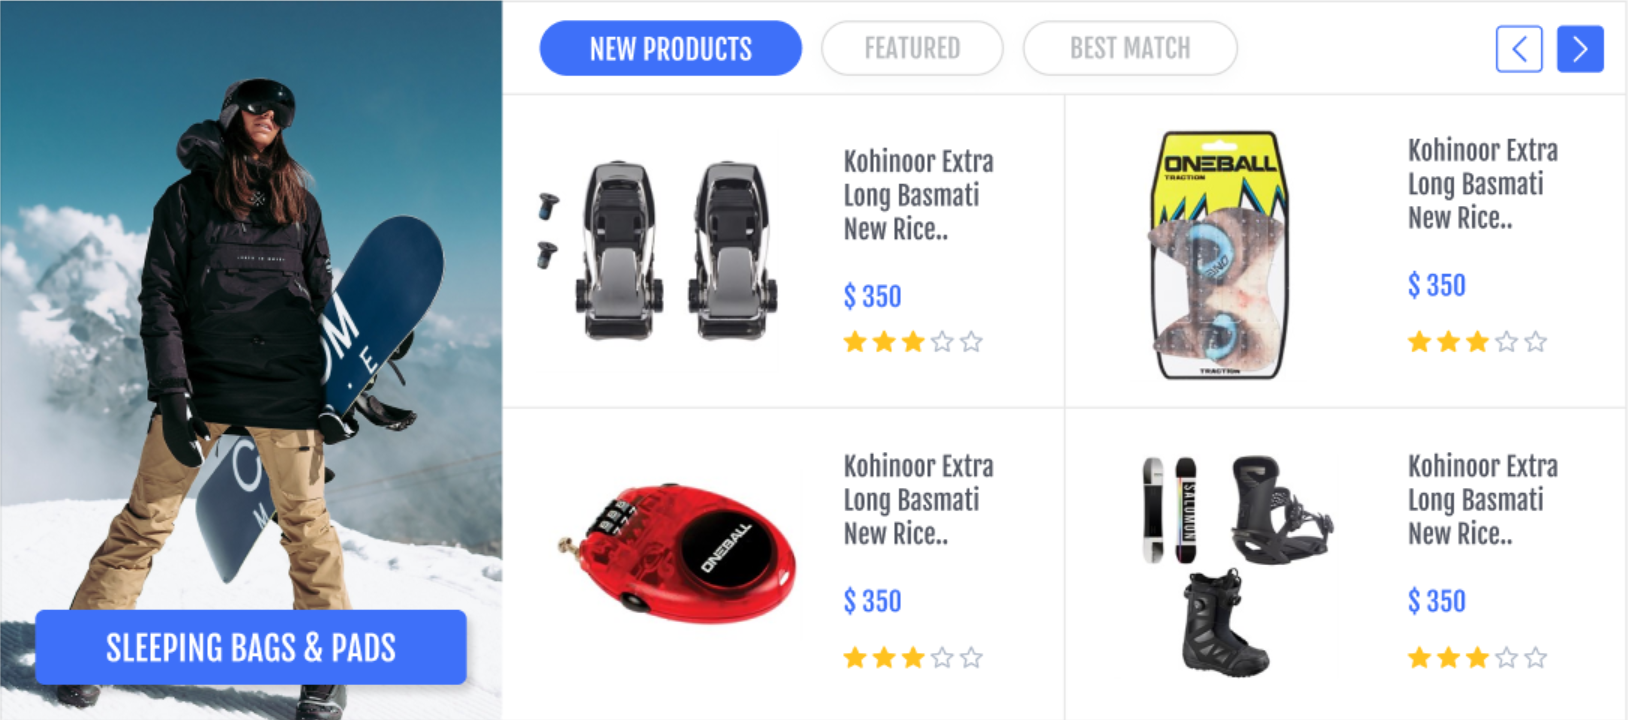 NEW PRODUCTS
FEATURED
BEST MATCH
Kohinoor Extra
Long Basmati
New Rice..
$ 350
ONEBALL
TRACTION
TRACTION
Kohinoor Extra
Long Basmati
New Rice..
$ 350
OM
. E
C
M
SLEEPING BAGS & PADS
ONEBALL
Kohinoor Extra
Long Basmati
New Rice..
$ 350
SALOMON
Kohinoor Extra
Long Basmati
New Rice..
$ 350